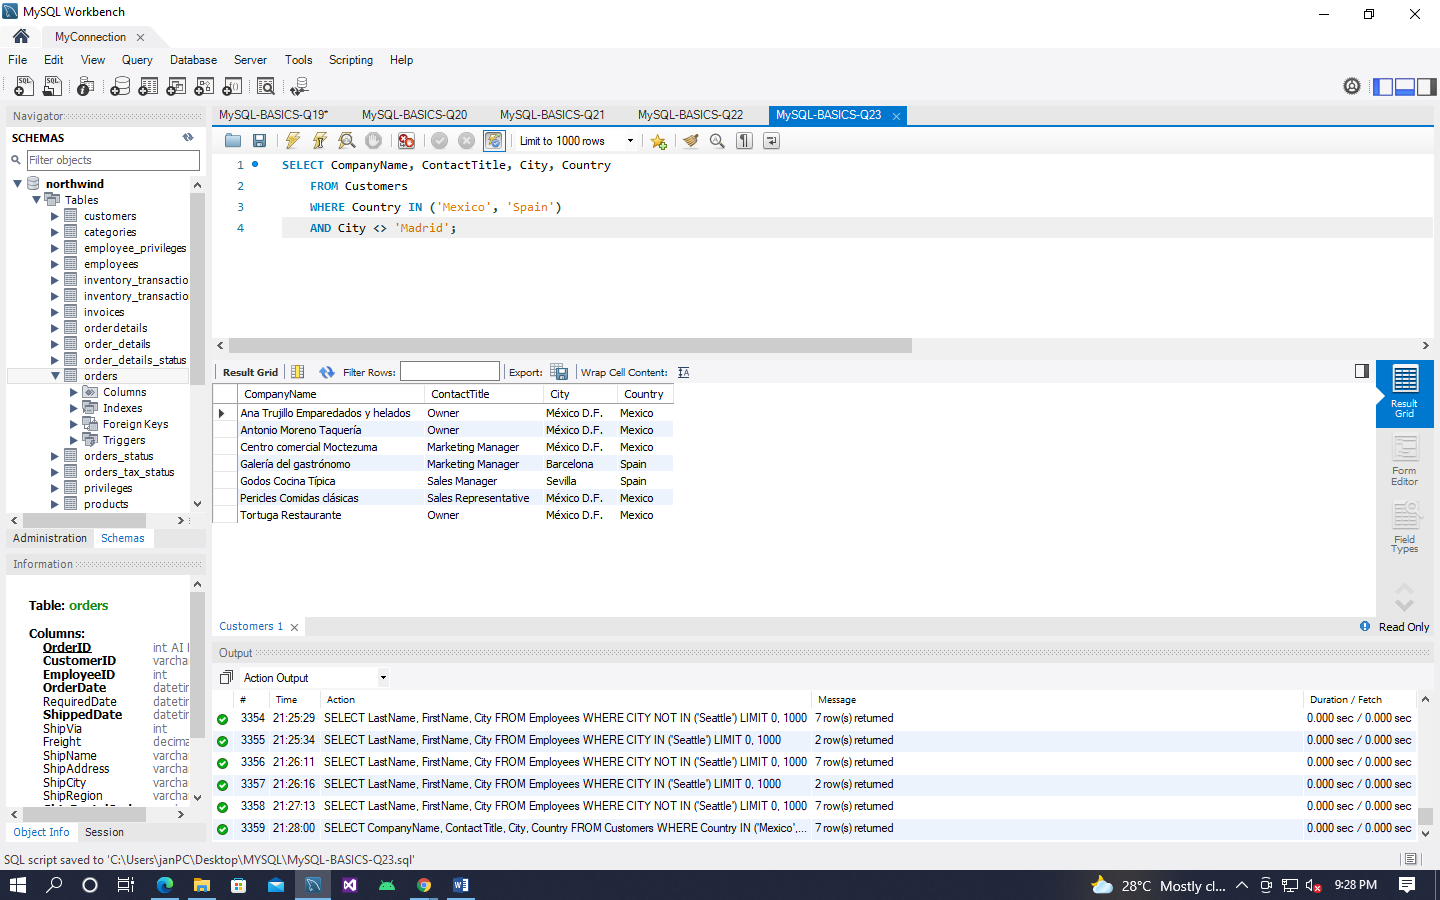 MySQL Workbench
MyConnection
File Edit View Query Database Server Tools Scripting Help
Navigator
SCHEMAS
Filter objects
northwind
Tables
customers
categories
employee_privileges
employees
inventory_transactio
inventory_transactio
invoices
orderdetails
order_details
order_details_status
orders
Columns
Indexes
Foreign Keys
Triggers
orders_status
orders_tax_status
privileges
products
Administration Schemas
Information
Table: orders
Columns:
OrderID int AI
CustomerID varcha
EmployeeID int
OrderDate datetin
RequiredDate datetin
ShippedDate datetin
ShipVia int
Freight decima
ShipName varcha
ShipAddress varcha
ShipCity varcha
ShipRegion varcha
Object Info Session
MySQL-BASICS-Q19* MySQL-BASICS-Q20 MySQL-BASICS-Q21 MySQL-BASICS-Q22 MySQL-BASICS-Q23
Limit to 1000 rows
1 SELECT CompanyName, ContactTitle, City, Country
2 FROM Customers
3 WHERE Country IN ('Mexico', 'Spain')
4 AND City <> 'Madrid';
Result Grid Filter Rows: Export: Wrap Cell Content:
CompanyName ContactTitle City Country
Ana Trujillo Emparedados y helados Owner México D.F. Mexico
Antonio Moreno Taquería Owner México D.F. Mexico
Centro comercial Moctezuma Marketing Manager México D.F. Mexico
Galería del gastrónomo Marketing Manager Barcelona Spain
Godos Cocina Típica Sales Manager Sevilla Spain
Pericles Comidas clásicas Sales Representative México D.F. Mexico
Tortuga Restaurante Owner México D.F. Mexico
Result
Grid
Form
Editor
Field
Types
Customers 1
Read Only
Output
Action Output
# Time Action Message Duration / Fetch
3354 21:25:29 SELECT LastName, FirstName, City FROM Employees WHERE CITY NOT IN ('Seattle') LIMIT 0, 1000 7 row(s) returned 0.000 sec / 0.000 sec
3355 21:25:34 SELECT LastName, FirstName, City FROM Employees WHERE CITY IN ('Seattle') LIMIT 0, 1000 2 row(s) returned 0.000 sec / 0.000 sec
3356 21:26:11 SELECT LastName, FirstName, City FROM Employees WHERE CITY NOT IN ('Seattle') LIMIT 0, 1000 7 row(s) returned 0.000 sec / 0.000 sec
3357 21:26:16 SELECT LastName, FirstName, City FROM Employees WHERE CITY IN ('Seattle') LIMIT 0, 1000 2 row(s) returned 0.000 sec / 0.000 sec
3358 21:27:13 SELECT LastName, FirstName, City FROM Employees WHERE CITY NOT IN ('Seattle') LIMIT 0, 1000 7 row(s) returned 0.000 sec / 0.000 sec
3359 21:28:00 SELECT CompanyName, ContactTitle, City, Country FROM Customers WHERE Country IN ('Mexico',... 7 row(s) returned 0.000 sec / 0.000 sec
SQL script saved to 'C:\Users\janPC\Desktop\MYSQL\MySQL-BASICS-Q23.sql'
28°C Mostly cl... 9:28 PM